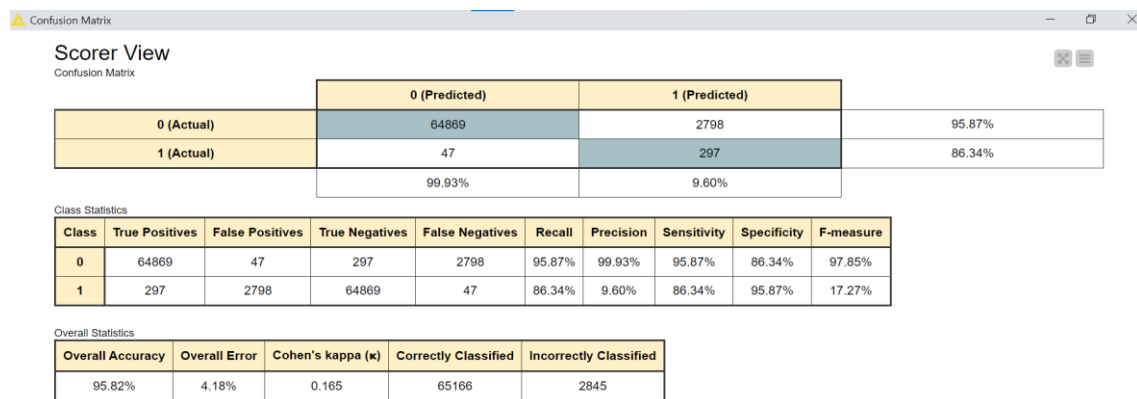 Confusion Matrix
Scorer View
Confusion Matrix
0 (Predicted) 1 (Predicted)
0 (Actual) 64869 2798 95.87%
1 (Actual) 47 297 86.34%
99.93% 9.60%
Class Statistics
Class True Positives False Positives True Negatives False Negatives Recall Precision Sensitivity Specificity F-measure
0 64869 47 297 2798 95.87% 99.93% 95.87% 86.34% 97.85%
1 297 2798 64869 47 86.34% 9.60% 86.34% 95.87% 17.27%
Overall Statistics
Overall Accuracy Overall Error Cohen's kappa (κ) Correctly Classified Incorrectly Classified
95.82% 4.18% 0.165 65166 2845